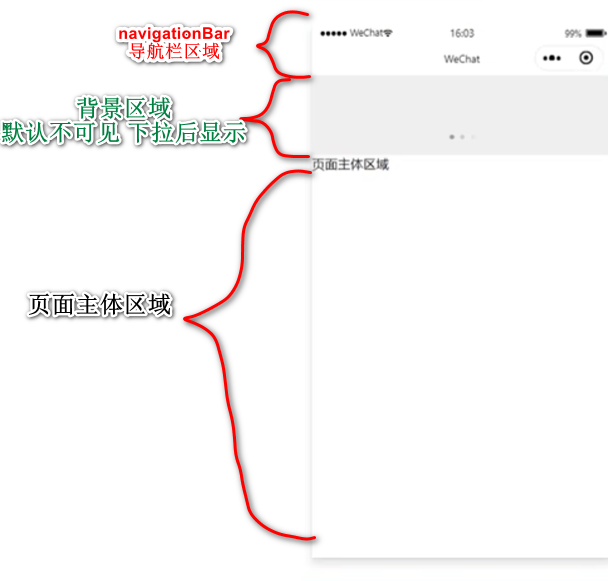 navigationBar
导航栏区域
WeChat
16:03
99%
WeChat
背景区域
默认不可见 下拉后显示
页面主体区域
页面主体区域